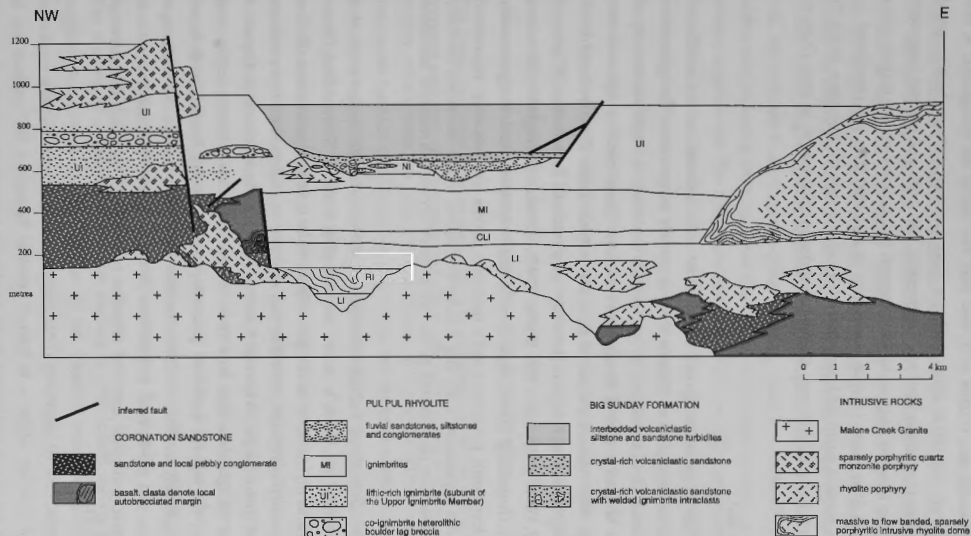 NW
E
1200
1000
800
600
400
200
metres
UI
UI
UI
NI
MI
CLI
LI
RI
LI
0 1 2 3 4 km
inferred fault
CORONATION SANDSTONE
sandstone and local pebbly conglomerate
basalt, clasts denote local
autobrecciated margin
PUL PUL RHYOLITE
fluvial sandstones, siltstones
and conglomerates
MI
ignimbrites
UI
lithic-rich ignimbrite (subunit of
the Upper Ignimbrite Member)
co-ignimbrite heterolithic
boulder lag breccia
BIG SUNDAY FORMATION
interbedded volcaniclastic
siltstone and sandstone turbidites
crystal-rich volcaniclastic sandstone
crystal-rich volcaniclastic sandstone
with welded ignimbrite intraclasts
INTRUSIVE ROCKS
Malone Creek Granite
sparsely porphyritic quartz
monzonite porphyry
rhyolite porphyry
massive to flow banded, sparsely
porphyritic intrusive rhyolite dome